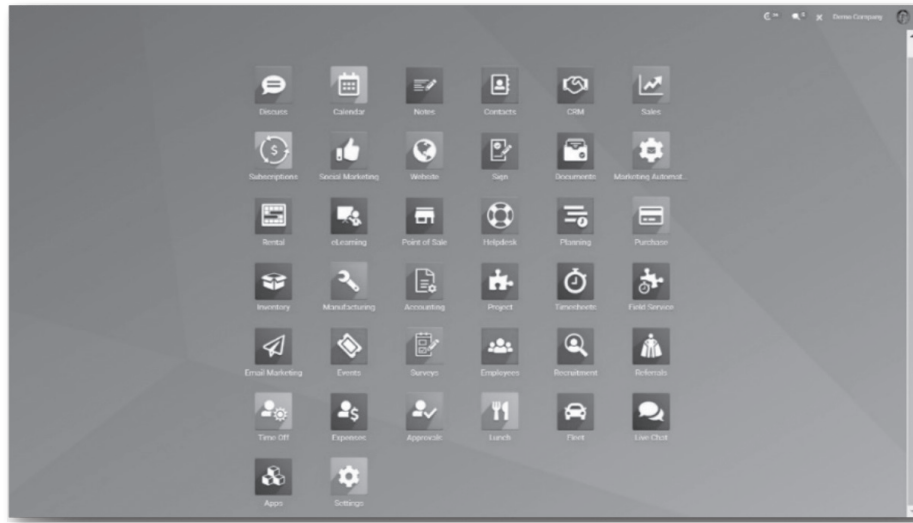 Demo Company
Discuss Calendar Notes Contacts CRM Sales
Subscriptions Social Marketing Website Sign Documents Marketing Automat...
Rental eLearning Point of Sale Helpdesk Planning Purchase
Inventory Manufacturing Accounting Project Timesheets Field Service
Email Marketing Events Surveys Employees Recruitment Referrals
Time Off Expenses Approvals Lunch Fleet Live Chat
Apps Settings